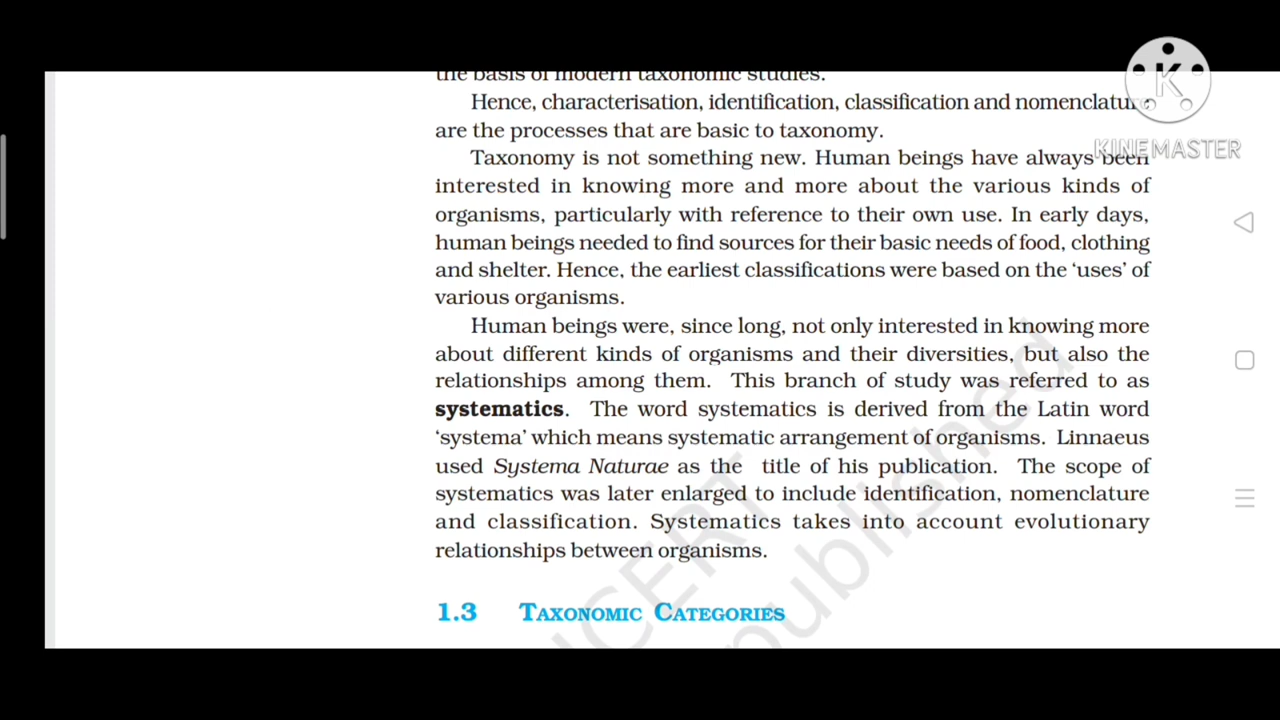 the basis of modern taxonomic studies.
Hence, characterisation, identification, classification and nomenclature
are the processes that are basic to taxonomy.
Taxonomy is not something new. Human beings have always been
interested in knowing more and more about the various kinds of
organisms, particularly with reference to their own use. In early days,
human beings needed to find sources for their basic needs of food, clothing
and shelter. Hence, the earliest classifications were based on the ‘uses’ of
various organisms.
Human beings were, since long, not only interested in knowing more
about different kinds of organisms and their diversities, but also the
relationships among them. This branch of study was referred to as
systematics. The word systematics is derived from the Latin word
‘systema’ which means systematic arrangement of organisms. Linnaeus
used Systema Naturae as the title of his publication. The scope of
systematics was later enlarged to include identification, nomenclature
and classification. Systematics takes into account evolutionary
relationships between organisms.
1.3 TAXONOMIC CATEGORIES
K
KINEMASTER
NCERT
published